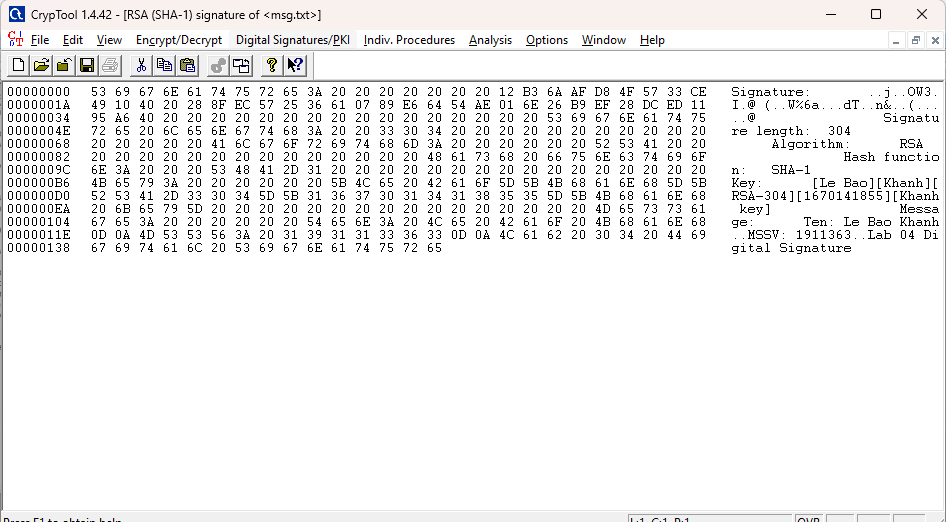 CrypTool 1.4.42 - [RSA (SHA-1) signature of <msg.txt>]
File Edit View Encrypt/Decrypt Digital Signatures/PKI Indiv. Procedures Analysis Options Window Help
00000000 53 69 67 6E 61 74 75 72 65 3A 20 20 20 20 20 20 20 12 B3 6A AF D8 4F 57 33 CE Signature:       ..j..OW3.
0000001A 49 10 40 20 28 8F EC 57 25 36 61 07 89 E6 64 54 AE 01 6E 26 B9 EF 28 DC ED 11 I.@ (..W%6a...dT..n&..(...
00000034 95 A6 40 20 20 20 20 20 20 20 20 20 20 20 20 20 20 20 20 53 69 67 6E 61 74 75 ..@                Signatu
0000004E 72 65 20 6C 65 6E 67 74 68 3A 20 20 33 30 34 20 20 20 20 20 20 20 20 20 20 20 re length:  304
00000068 20 20 20 20 20 41 6C 67 6F 72 69 74 68 6D 3A 20 20 20 20 20 20 52 53 41 20 20 Algorithm:      RSA
00000082 20 20 20 20 20 20 20 20 20 20 20 20 20 20 48 61 73 68 20 66 75 6E 63 74 69 6F Hash functio
0000009C 6E 3A 20 20 20 53 48 41 2D 31 20 20 20 20 20 20 20 20 20 20 20 20 20 20 20 20 n:   SHA-1
000000B6 4B 65 79 3A 20 20 20 20 20 20 5B 4C 65 20 42 61 6F 5D 5B 4B 68 61 6E 68 5D 5B Key:      [Le Bao][Khanh][
000000D0 52 53 41 2D 33 30 34 5D 5B 31 36 37 30 31 34 31 38 35 35 5D 5B 4B 68 61 6E 68 RSA-304][1670141855][Khanh
000000EA 20 6B 65 79 5D 20 20 20 20 20 20 20 20 20 20 20 20 20 20 20 20 4D 65 73 73 61 key]                Messa
00000104 67 65 3A 20 20 20 20 20 20 54 65 6E 3A 20 4C 65 20 42 61 6F 20 4B 68 61 6E 68 ge:      Ten: Le Bao Khanh
0000011E 0D 0A 4D 53 53 56 3A 20 31 39 31 31 33 36 33 0D 0A 4C 61 62 20 30 34 20 44 69 ..MSSV: 1911363..Lab 04 Di
00000138 67 69 74 61 6C 20 53 69 67 6E 61 74 75 72 65 gital Signature
Press F1 to obtain help.
L:1 C:1 P:1 OVR